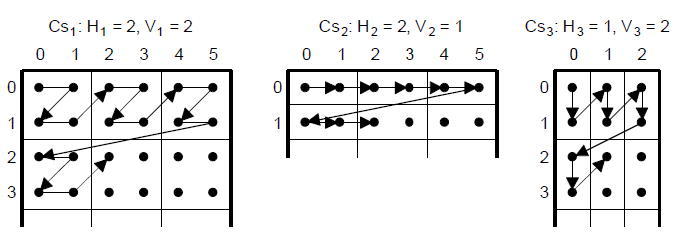 Cs₁: H₁ = 2, V₁ = 2
0 1 2 3 4 5
0
1
2
3
Cs₂: H₂ = 2, V₂ = 1
0 1 2 3 4 5
0
1
Cs₃: H₃ = 1, V₃ = 2
0 1 2
0
1
2
3